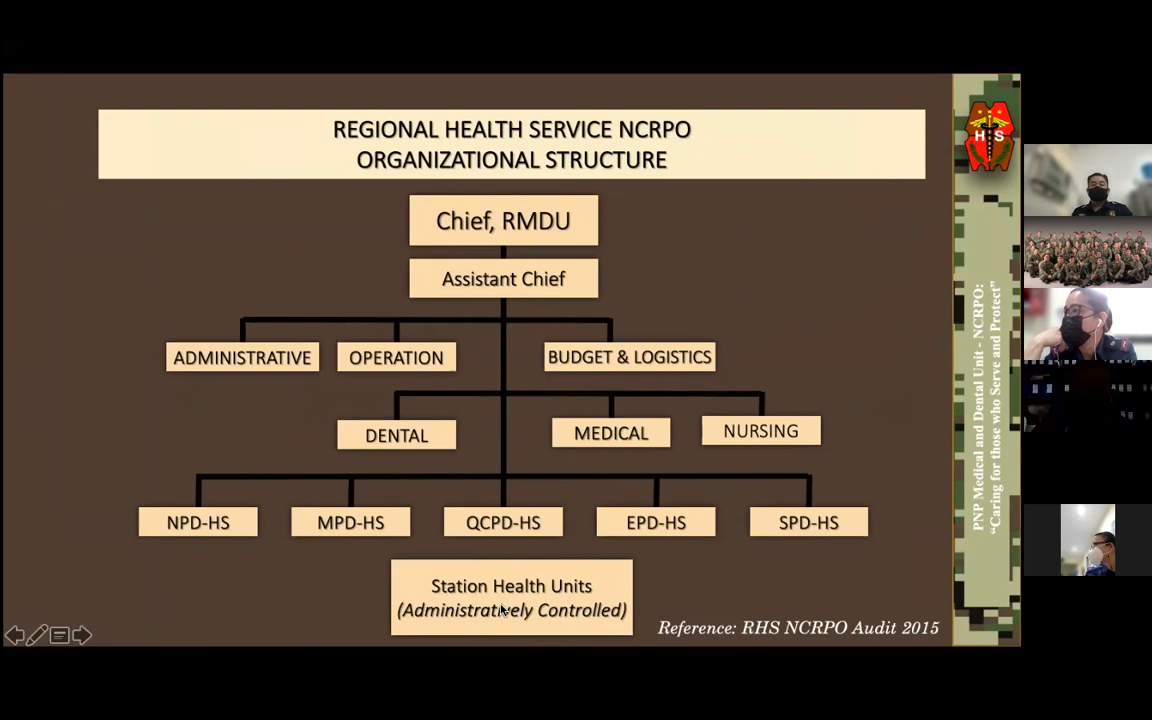 REGIONAL HEALTH SERVICE NCRPO
ORGANIZATIONAL STRUCTURE
Chief, RMDU
Assistant Chief
ADMINISTRATIVE
OPERATION
BUDGET & LOGISTICS
DENTAL
MEDICAL
NURSING
NPD-HS
MPD-HS
QCPD-HS
EPD-HS
SPD-HS
Station Health Units
(Administratively Controlled)
Reference: RHS NCRPO Audit 2015
H S
PNP Medical and Dental Unit - NCRPO:
“Caring for those who Serve and Protect”